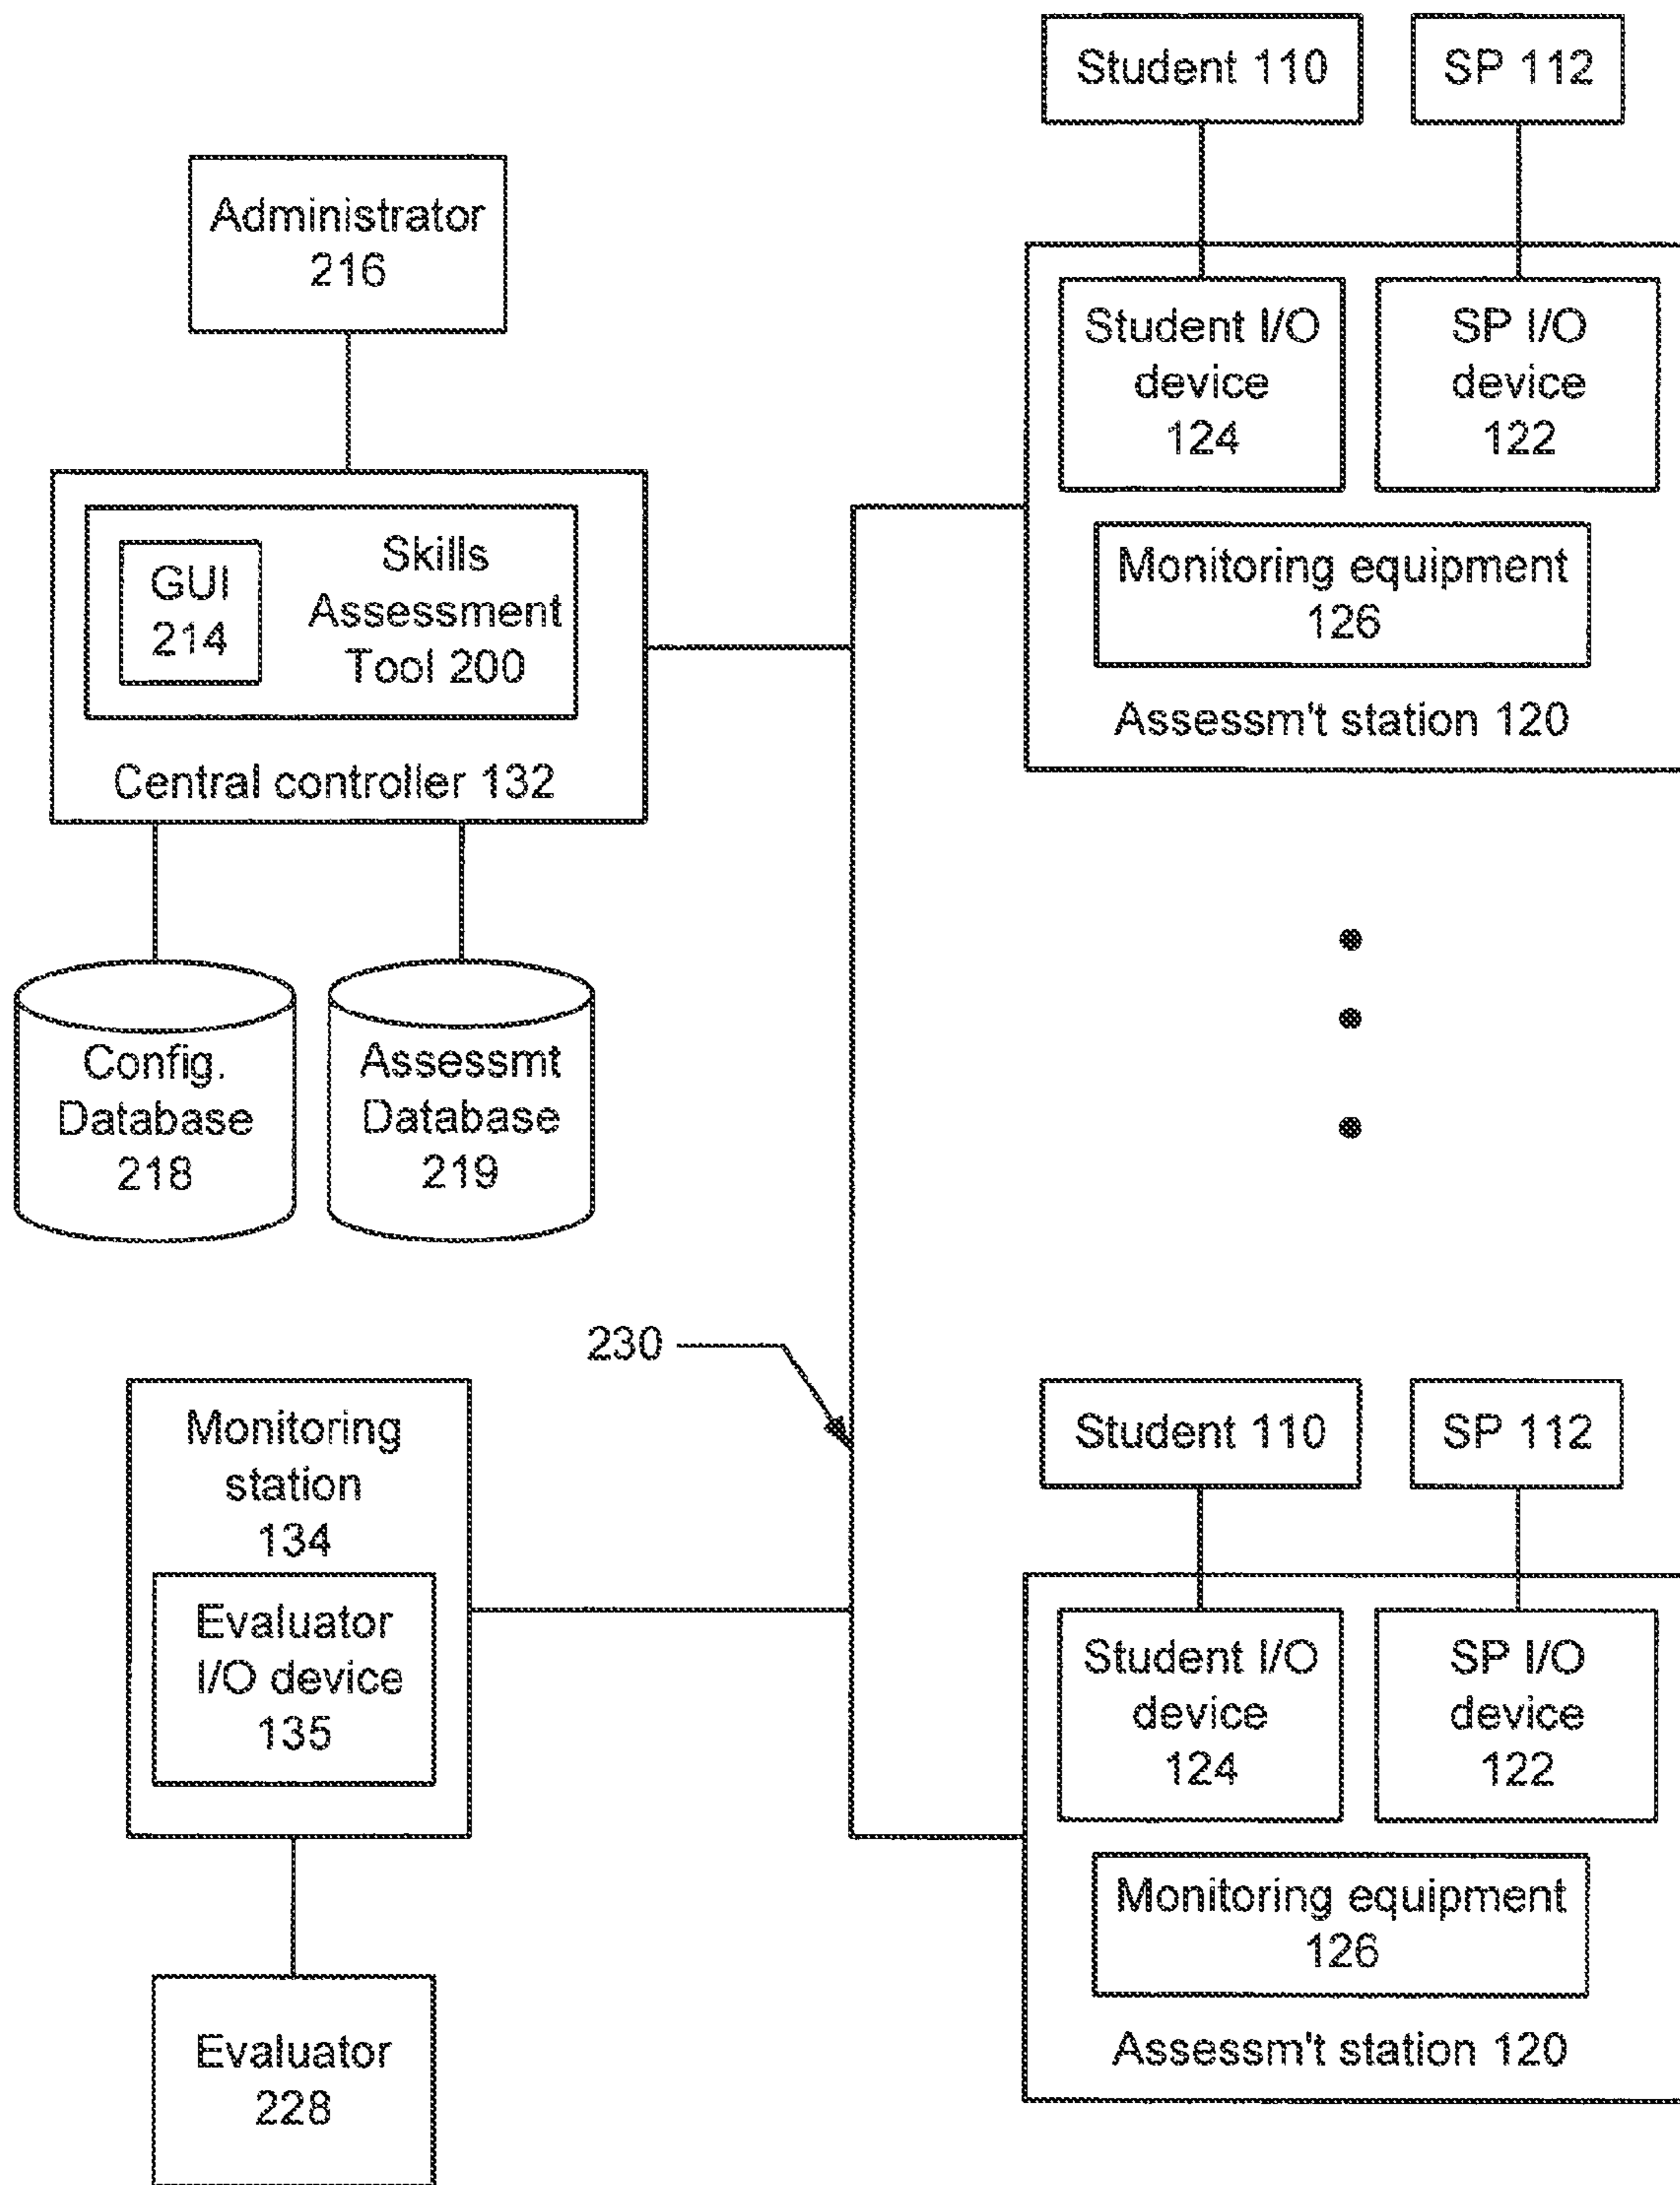 Student 110
SP 112
Administrator
216
Student I/O
device
124
SP I/O
device
122
GUI
214
Skills
Assessment
Tool 200
Monitoring equipment
126
Assessm't station 120
Central controller 132
Config.
Database
218
Assessmt
Database
219
230
Monitoring
station
134
Evaluator
I/O device
135
Student 110
SP 112
Student I/O
device
124
SP I/O
device
122
Monitoring equipment
126
Assessm't station 120
Evaluator
228